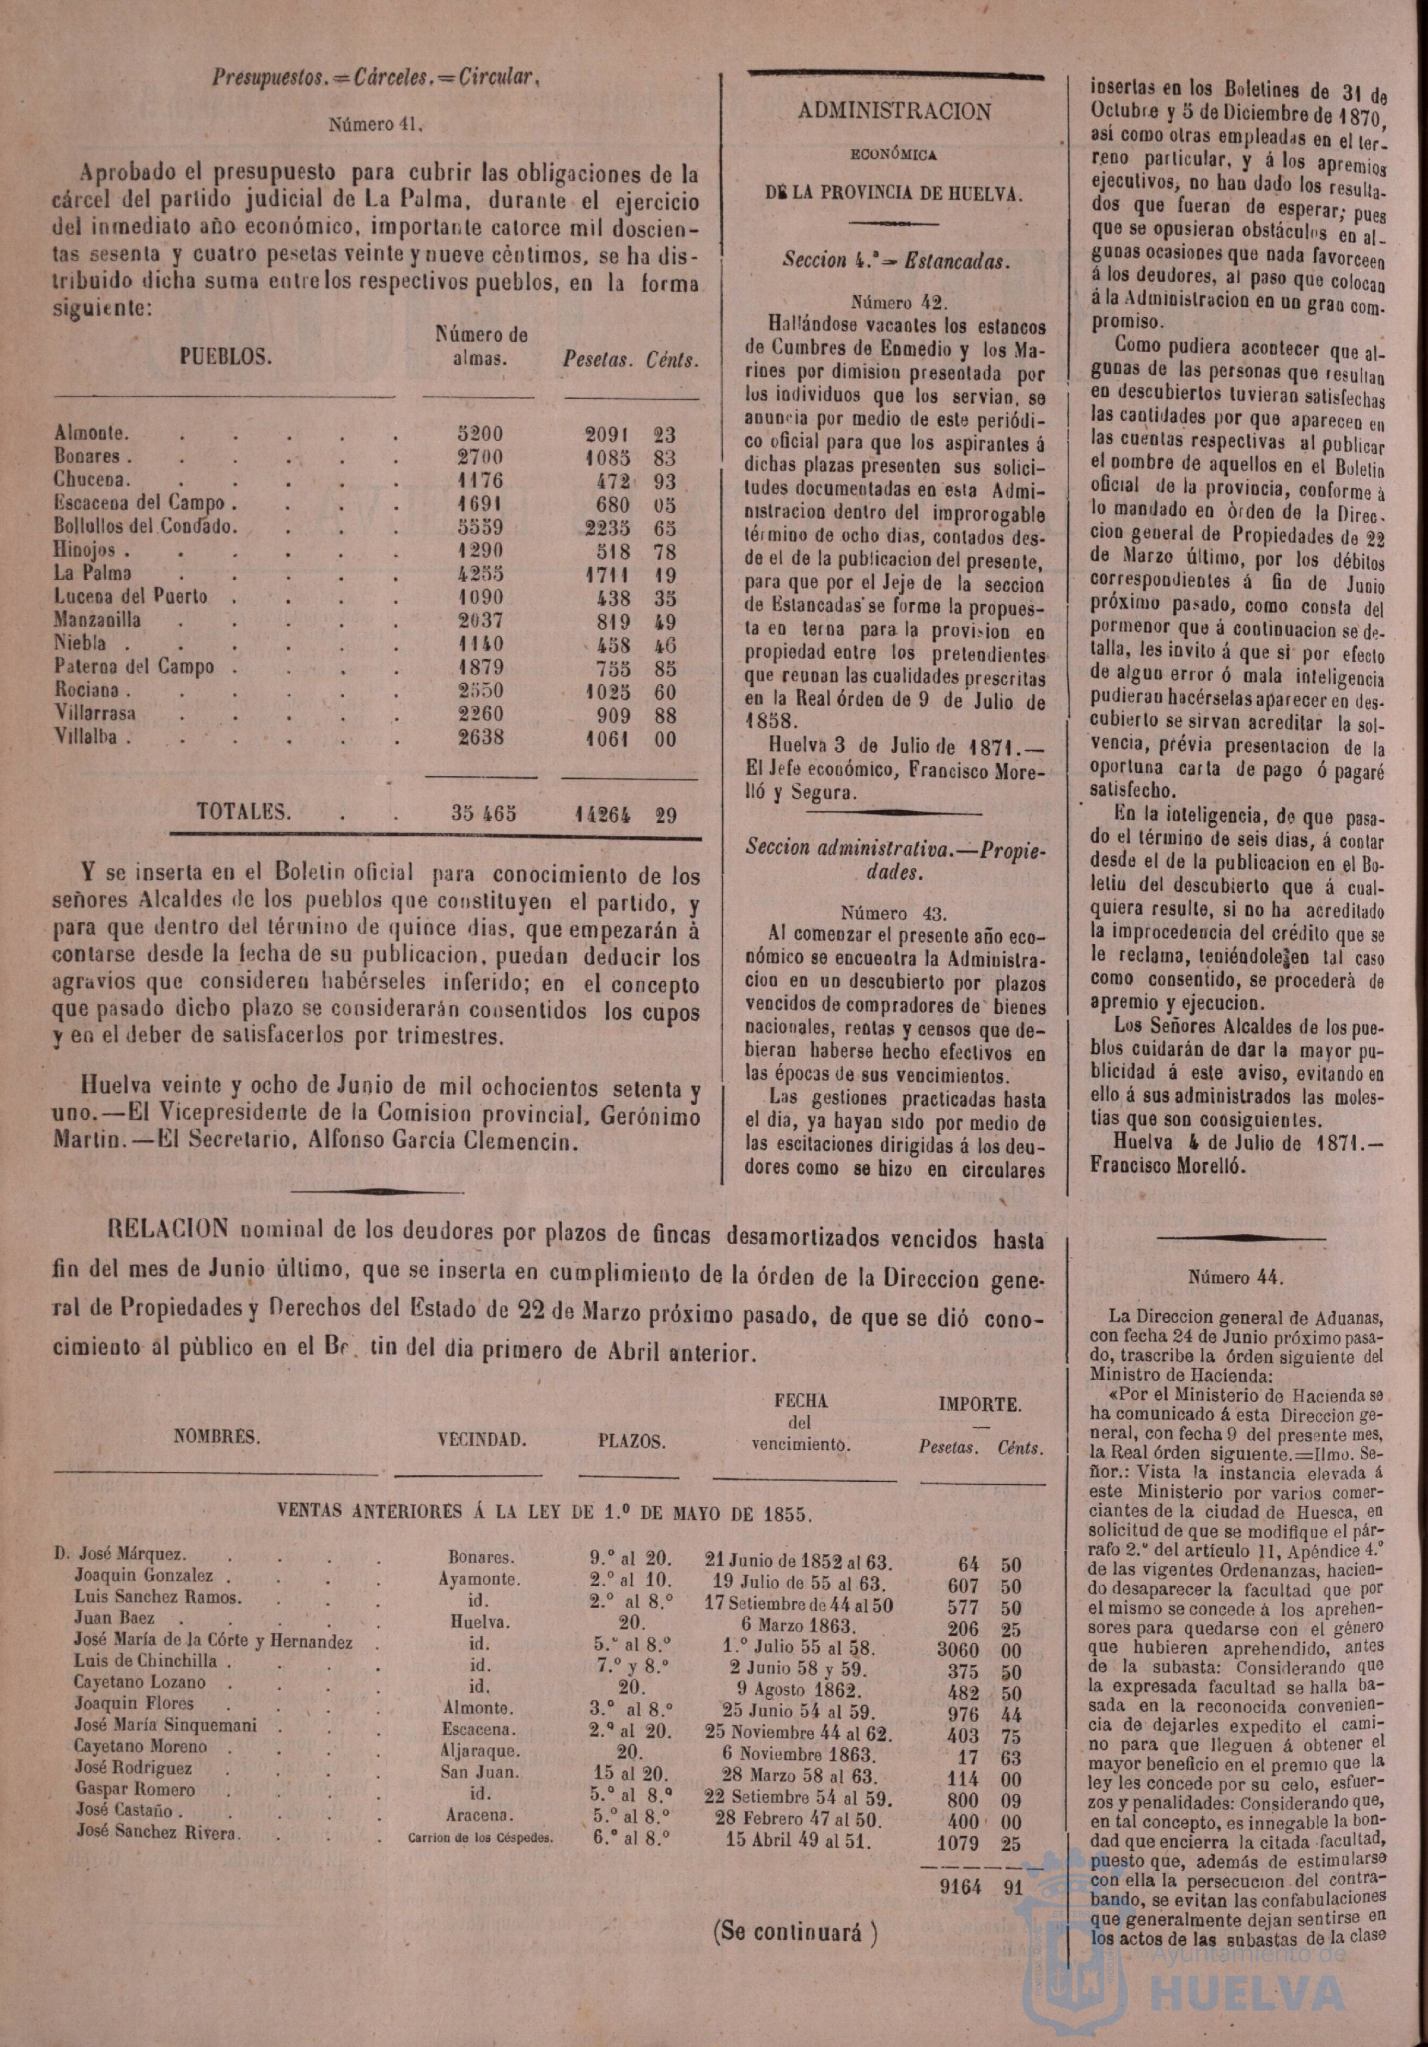 Presupuestos.=Cárceles.=Circular.
Número 41.
Aprobado el presupuesto para cubrir las obligaciones de la
cárcel del partido judicial de La Palma, durante el ejercicio
del inmediato año económico, importante catorce mil doscien-
tas sesenta y cuatro pesetas veinte y nueve céntimos, se ha dis-
tribuido dicha suma entre los respectivos pueblos, en la forma
siguiente:
PUEBLOS. Número de almas. Pesetas. Cénts.
Almonte. . . . . . 5200 2091 23
Bonares . . . . . . 2700 1085 83
Chucena. . . . . . 1176 472 93
Escacena del Campo . . . . . 1691 680 05
Bollullos del Condado. . . . . 5559 2235 65
Hinojos . . . . . . 1290 518 78
La Palma . . . . . 4255 1711 19
Lucena del Puerto . . . . . 1090 438 35
Manzanilla . . . . . 2037 819 49
Niebla . . . . . . 1140 458 46
Paterna del Campo . . . . . 1879 755 85
Rociana . . . . . . 2550 1025 60
Villarrasa . . . . . 2260 909 88
Villalba . . . . . . 2638 1061 00
TOTALES. . . 35 465 14264 29
Y se inserta en el Boletin oficial para conocimiento de los
señores Alcaldes de los pueblos que constituyen el partido, y
para que dentro del término de quince dias, que empezarán à
contarse desde la fecha de su publicacion, puedan deducir los
agravios que consideren habérseles inferido; en el concepto
que pasado dicho plazo se considerarán consentidos los cupos
y en el deber de satisfacerlos por trimestres.
Huelva veinte y ocho de Junio de mil ochocientos setenta y
uno.—El Vicepresidente de la Comision provincial, Gerónimo
Martin.—El Secretario, Alfonso García Clemencin.
ADMINISTRACION
ECONÓMICA
DE LA PROVINCIA DE HUELVA.
Seccion 4.ª=Estancadas.
Número 42.
Hallándose vacantes los estancos
de Cumbres de Enmedio y los Ma-
rines por dimision presentada por
los individuos que los servian, se
anuncia por medio de este periódi-
co oficial para que los aspirantes á
dichas plazas presenten sus solici-
tudes documentadas en esta Admi-
nistracion dentro del improrogable
término de ocho dias, contados des-
de el de la publicacion del presente,
para que por el Jeje de la seccion
de Estancadas se forme la propues-
ta en terna para la provision en
propiedad entre los pretendientes
que reunan las cualidades prescritas
en la Real órden de 9 de Julio de
1858.
Huelva 3 de Julio de 1871.—
El Jefe económico, Francisco More-
lló y Segura.
Seccion administrativa.—Propie-
dades.
Número 43.
Al comenzar el presente año eco-
nómico se encuentra la Administra-
cion en un descubierto por plazos
vencidos de compradores de bienes
nacionales, rentas y censos que de-
bieran haberse hecho efectivos en
las épocas de sus vencimientos.
Las gestiones practicadas hasta
el dia, ya hayan sido por medio de
las escitaciones dirigidas á los deu-
dores como se hizo en circulares
insertas en los Boletines de 31 de
Octubre y 5 de Diciembre de 1870,
así como otras empleadas en el ter-
reno particular, y á los apremios
ejecutivos, no han dado los resulta-
dos que fueran de esperar; pues
que se opusieran obstáculos en al-
gunas ocasiones que nada favorceen
á los deudores, al paso que colocan
á la Administracion en un gran com-
promiso.
Como pudiera acontecer que al-
gunas de las personas que resultan
en descubiertos tuvieran satisfechas
las cantidades por que aparecen en
las cuentas respectivas al publicar
el nombre de aquellos en el Boletin
oficial de la provincia, conforme à
lo mandado en òrden de la Direc-
cion general de Propiedades de 22
de Marzo último, por los débitos
correspondientes á fin de Junio
próximo pasado, como consta del
pormenor que á continuacion se de-
talla, les invito á que si por efecto
de algun error ó mala inteligencia
pudieran hacérselas aparecer en des-
cubierto se sirvan acreditar la sol-
vencia, prévia presentacion de la
oportuna carta de pago ó pagaré
satisfecho.
En la inteligencia, de que pasa-
do el término de seis dias, á contar
desde el de la publicacion en el Bo-
letin del descubierto que á cual-
quiera resulte, si no ha acreditado
la improcedencia del crédito que se
le reclama, teniéndole en tal caso
como consentido, se procederà de
apremio y ejecucion.
Los Señores Alcaldes de los pue-
blos cuidarán de dar la mayor pu-
blicidad á este aviso, evitando en
ello á sus administrados las moles-
tias que son consiguientes.
Huelva 4 de Julio de 1871.—
Francisco Morelló.
RELACION nominal de los deudores por plazos de fincas desamortizados vencidos hasta
fin del mes de Junio último, que se inserta en cumplimiento de la órden de la Direccion gene-
ral de Propiedades y Derechos del Estado de 22 de Marzo próximo pasado, de que se dió cono-
cimiento al pùblico en el Bo tin del dia primero de Abril anterior.
NOMBRES. VECINDAD. PLAZOS. FECHA del vencimiento. IMPORTE. Pesetas. Cénts.
VENTAS ANTERIORES Á LA LEY DE 1.º DE MAYO DE 1855.
D. José Márquez. . . . . Bonares. 9.º al 20. 21 Junio de 1852 al 63. 64 50
Joaquin Gonzalez . . . . Ayamonte. 2.º al 10. 19 Julio de 55 al 63. 607 50
Luis Sanchez Ramos. . . . id. 2.º al 8.º 17 Setiembre de 44 al 50 577 50
Juan Baez . . . . . Huelva. 20. 6 Marzo 1863. 206 25
José María de la Córte y Hernandez . id. 5.º al 8.º 1.º Julio 55 al 58. 3060 00
Luis de Chinchilla . . . . id. 7.º y 8.º 2 Junio 58 y 59. 375 50
Cayetano Lozano . . . . id. 20. 9 Agosto 1862. 482 50
Joaquin Flores . . . . Almonte. 3.º al 8.º 25 Junio 54 al 59. 976 44
José María Sinquemani . . . Escacena. 2.º al 20. 25 Noviembre 44 al 62. 403 75
Cayetano Moreno . . . . Aljaraque. 20. 6 Noviembre 1863. 17 63
José Rodriguez . . . . San Juan. 15 al 20. 28 Marzo 58 al 63. 114 00
Gaspar Romero . . . . id. 5.º al 8.º 22 Setiembre 54 al 59. 800 09
José Castaño . . . . . Aracena. 5.º al 8.º 28 Febrero 47 al 50. 400 00
José Sanchez Rivera. . . . Carrion de los Céspedes. 6.º al 8.º 15 Abril 49 al 51. 1079 25
9164 91
(Se continuará )
Número 44.
La Direccion general de Aduanas,
con fecha 24 de Junio próximo pasa-
do, trascribe la órden siguiente del
Ministro de Hacienda:
«Por el Ministerio de Hacienda se
ha comunicado á esta Direccion ge-
neral, con fecha 9 del presente mes,
la Real órden siguiente.=Ilmo. Se-
ñor.: Vista la instancia elevada á
este Ministerio por varios comer-
ciantes de la ciudad de Huesca, en
solicitud de que se modifique el pár-
rafo 2.º del artículo 11, Apéndice 4.º
de las vigentes Ordenanzas, hacien-
do desaparecer la facultad que por
el mismo se concede á los aprehen-
sores para quedarse con el género
que hubieren aprehendido, antes
de la subasta: Considerando que
la expresada facultad se halla ba-
sada en la reconocida convenien-
cia de dejarles expedito el cami-
no para que lleguen á obtener el
mayor beneficio en el premio que la
ley les concede por su celo, esfuer-
zos y penalidades: Considerando que,
en tal concepto, es innegable la bon-
dad que encierra la citada facultad,
puesto que, además de estimularse
con ella la persecucion del contra-
bando, se evitan las confabulaciones
que generalmente dejan sentirse en
los actos de las subastas de la clase
Ayuntamiento de
HUELVA